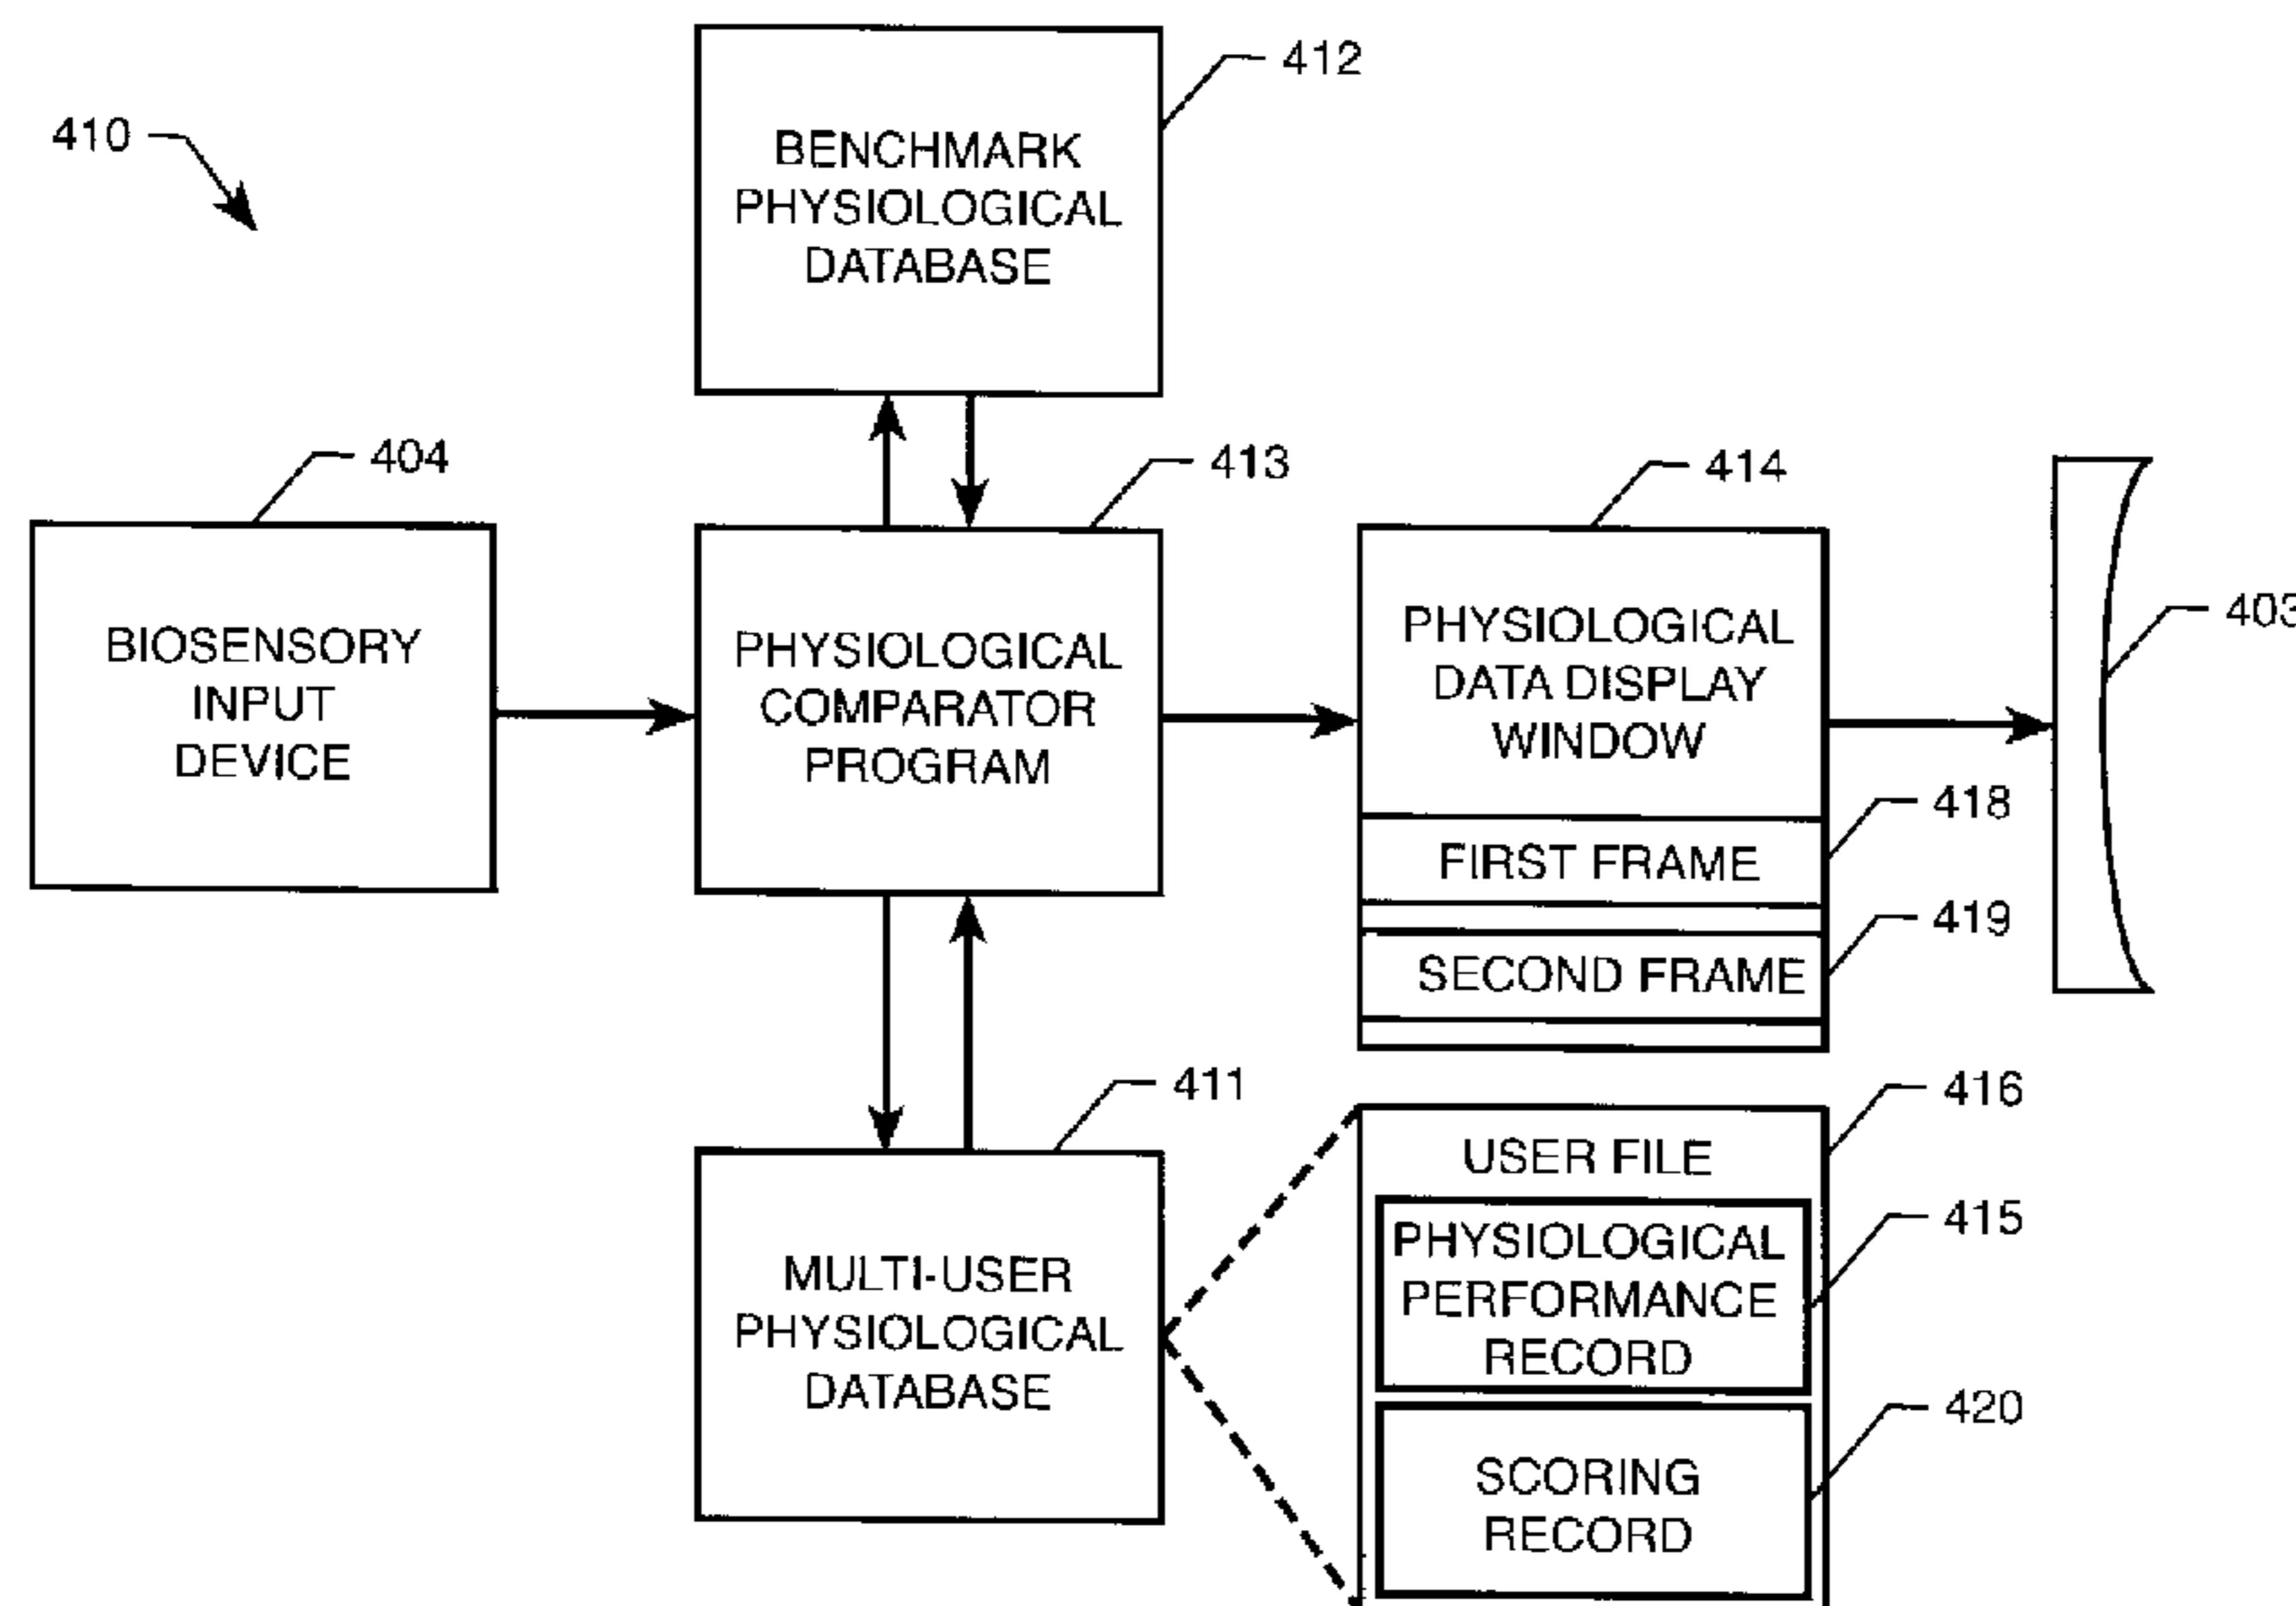 412
410
BENCHMARK
PHYSIOLOGICAL
DATABASE
404
413
414
BIOSENSORY
INPUT
DEVICE
PHYSIOLOGICAL
COMPARATOR
PROGRAM
PHYSIOLOGICAL
DATA DISPLAY
WINDOW
403
418
FIRST FRAME
419
SECOND FRAME
411
416
MULTI-USER
PHYSIOLOGICAL
DATABASE
USER FILE
415
PHYSIOLOGICAL
PERFORMANCE
RECORD
420
SCORING
RECORD